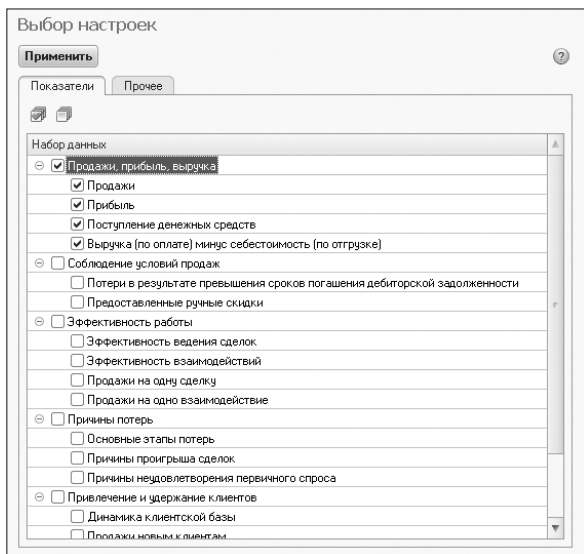 Выбор настроек
Применить
?
Показатели Прочее
Набор данных
Продажи, прибыль, выручка
Продажи
Прибыль
Поступление денежных средств
Выручка (по оплате) минус себестоимость (по отгрузке)
Соблюдение условий продаж
Потери в результате превышения сроков погашения дебиторской задолженности
Предоставленные ручные скидки
Эффективность работы
Эффективность ведения сделок
Эффективность взаимодействий
Продажи на одну сделку
Продажи на одно взаимодействие
Причины потерь
Основные этапы потерь
Причины проигрыша сделок
Причины неудовлетворения первичного спроса
Привлечение и удержание клиентов
Динамика клиентской базы
Продажи новым клиентам